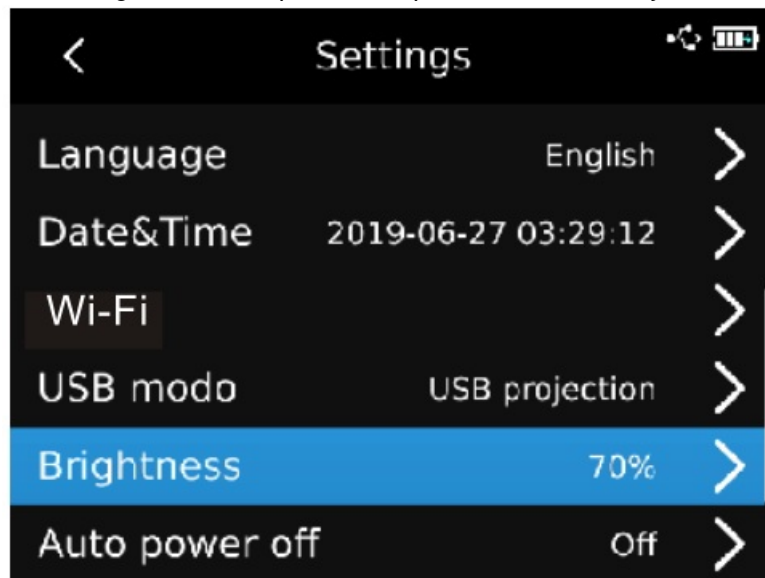 Settings
Language English
Date&Time 2019-06-27 03:29:12
Wi-Fi
USB modo USB projection
Brightness 70%
Auto power off Off